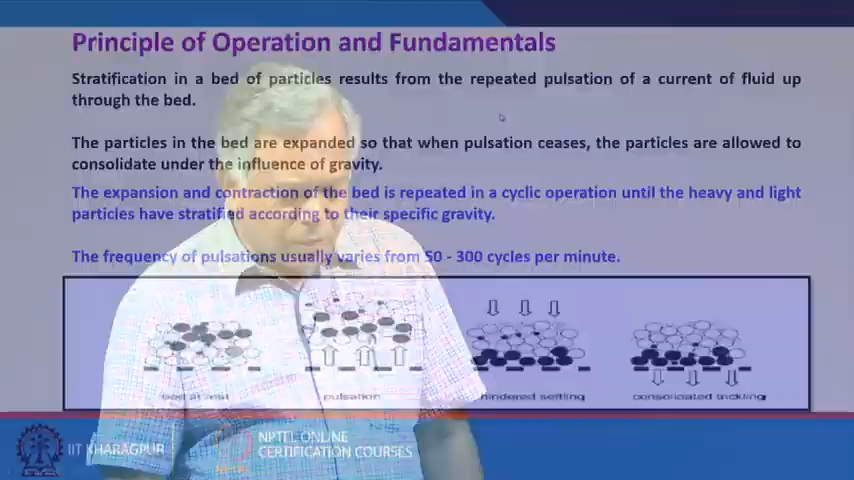 Principle of Operation and Fundamentals
Stratification in a bed of particles results from the repeated pulsation of a current of fluid up
through the bed.
The particles in the bed are expanded so that when pulsation ceases, the particles are allowed to
consolidate under the influence of gravity.
The expansion and contraction of the bed is repeated in a cyclic operation until the heavy and light
particles have stratified according to their specific gravity.
The frequency of pulsations usually varies from 50 - 300 cycles per minute.
bed at rest
pulsation
hindered settling
consolidated trickling
IIT KHARAGPUR
NPTEL ONLINE
CERTIFICATION COURSES